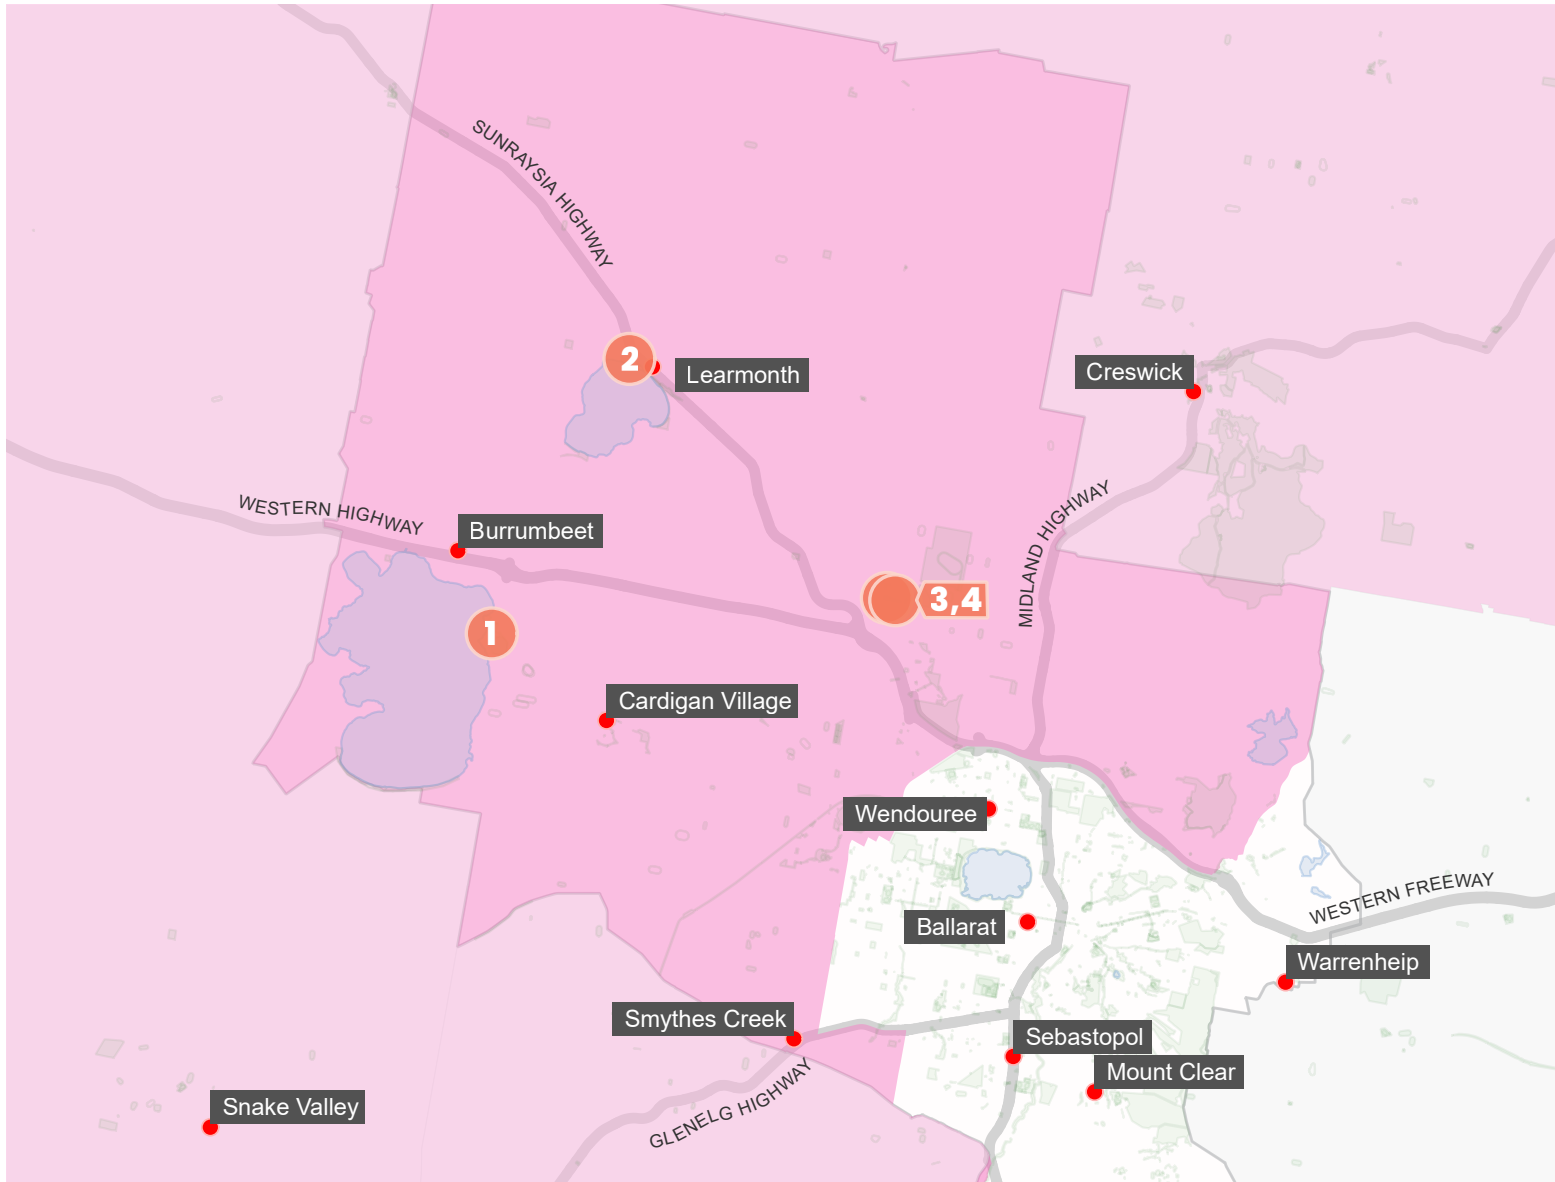 SUNRAYSIA HIGHWAY
2
Learmonth
Creswick
WESTERN HIGHWAY
Burrumbeet
MIDLAND HIGHWAY
3,4
1
Cardigan Village
Wendouree
WESTERN FREEWAY
Ballarat
Warrenheip
Smythes Creek
Sebastopol
Mount Clear
GLENELG HIGHWAY
Snake Valley